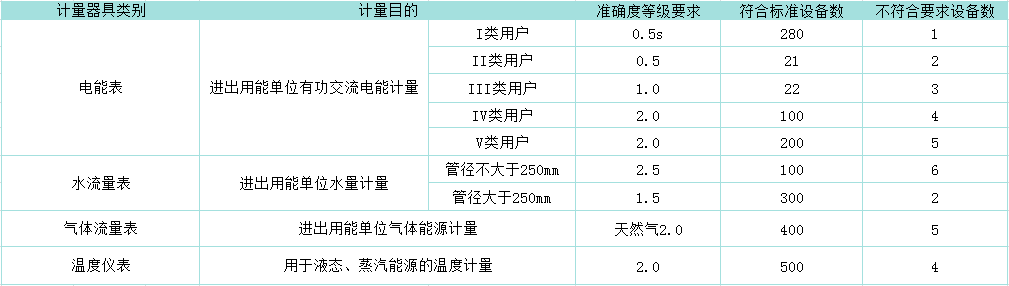 计量器具类别 计量目的 准确度等级要求 符合标准设备数 不符合要求设备数
I类用户 0.5s 280 1
II类用户 0.5 21 2
电能表 进出用能单位有功交流电能计量 III类用户 1.0 22 3
IV类用户 2.0 100 4
V类用户 2.0 200 5
水流量表 进出用能单位水量计量 管径不大于250mm 2.5 100 6
管径大于250mm 1.5 300 2
气体流量表 进出用能单位气体能源计量 天然气2.0 400 5
温度仪表 用于液态、蒸汽能源的温度计量 2.0 500 4